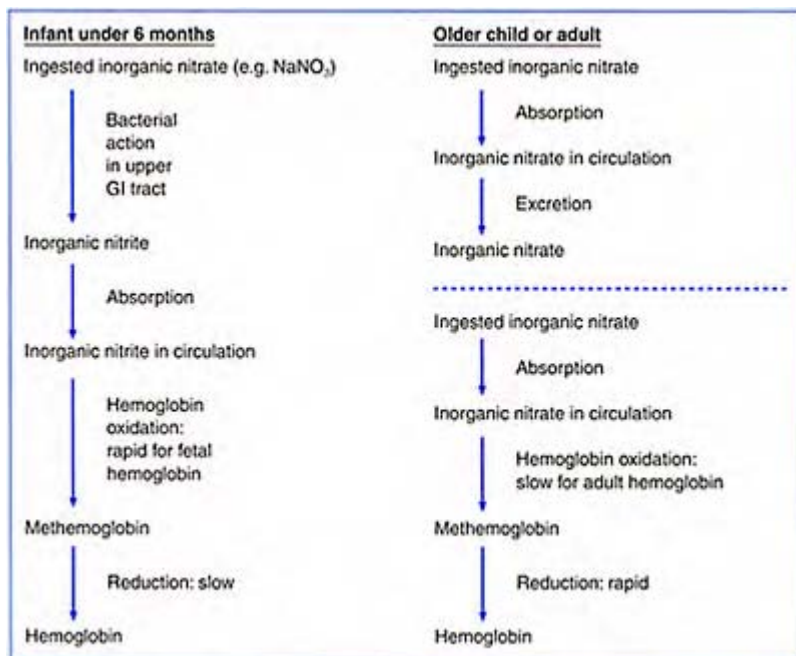 Infant under 6 months
Ingested inorganic nitrate (e.g. NaNO3)
Bacterial
action
in upper
GI tract
Inorganic nitrite
Absorption
Inorganic nitrite in circulation
Hemoglobin
oxidation:
rapid for fetal
hemoglobin
Methemoglobin
Reduction: slow
Hemoglobin
Older child or adult
Ingested inorganic nitrate
Absorption
Inorganic nitrate in circulation
Excretion
Inorganic nitrate
Ingested inorganic nitrate
Absorption
Inorganic nitrate in circulation
Hemoglobin oxidation:
slow for adult hemoglobin
Methemoglobin
Reduction: rapid
Hemoglobin